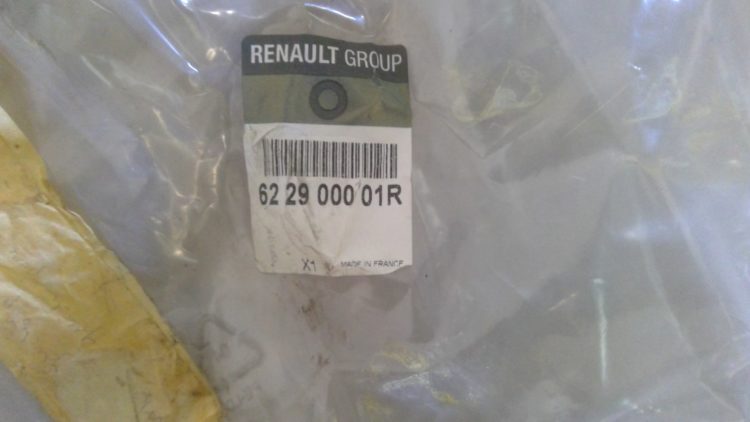 RENAULT GROUP
62 29 000 01R
X1 MADE IN FRANCE